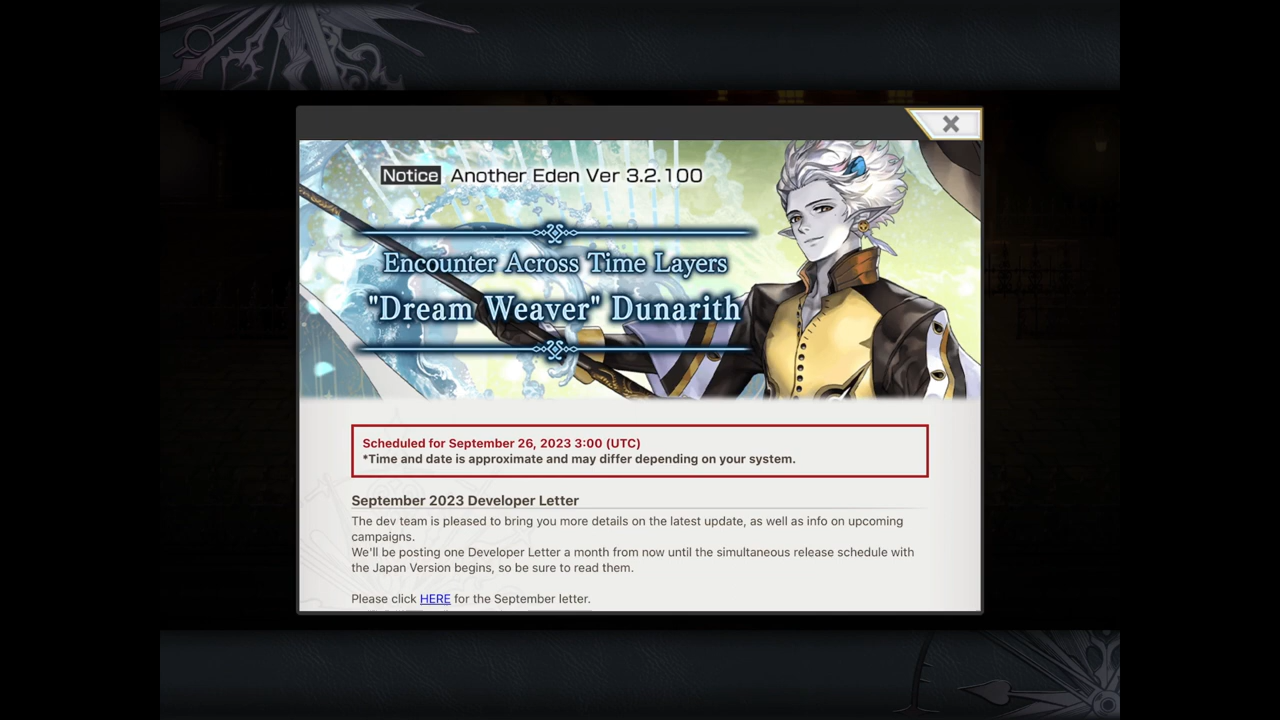 Notice Another Eden Ver 3.2.100
Encounter Across Time Layers
"Dream Weaver" Dunarith
Scheduled for September 26, 2023 3:00 (UTC)
*Time and date is approximate and may differ depending on your system.
September 2023 Developer Letter
The dev team is pleased to bring you more details on the latest update, as well as info on upcoming
campaigns.
We'll be posting one Developer Letter a month from now until the simultaneous release schedule with
the Japan Version begins, so be sure to read them.
Please click HERE for the September letter.